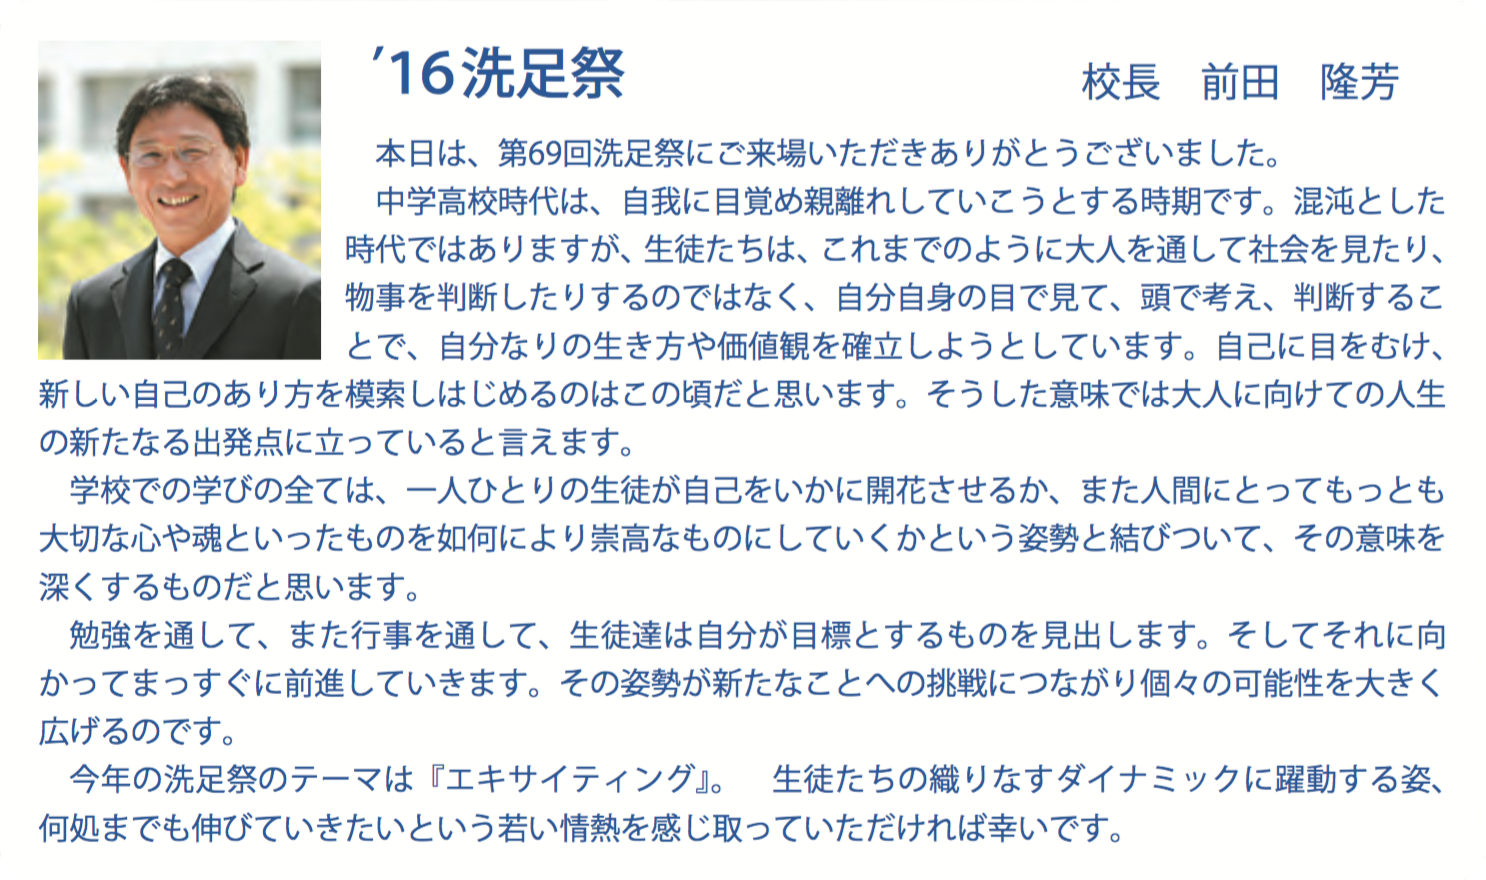 ’16洗足祭
校長　前田　隆芳
本日は、第69回洗足祭にご来場いただきありがとうございました。
中学高校時代は、自我に目覚め親離れしていこうとする時期です。混沌とした
時代ではありますが、生徒たちは、これまでのように大人を通して社会を見たり、
物事を判断したりするのではなく、自分自身の目で見て、頭で考え、判断するこ
とで、自分なりの生き方や価値観を確立しようとしています。自己に目をむけ、
新しい自己のあり方を模索しはじめるのはこの頃だと思います。そうした意味では大人に向けての人生
の新たなる出発点に立っていると言えます。
学校での学びの全ては、一人ひとりの生徒が自己をいかに開花させるか、また人間にとってもっとも
大切な心や魂といったものを如何により崇高なものにしていくかという姿勢と結びついて、その意味を
深くするものだと思います。
勉強を通して、また行事を通して、生徒達は自分が目標とするものを見出します。そしてそれに向
かってまっすぐに前進していきます。その姿勢が新たなことへの挑戦につながり個々の可能性を大きく
広げるのです。
今年の洗足祭のテーマは『エキサイティング』。　生徒たちの織りなすダイナミックに躍動する姿、
何処までも伸びていきたいという若い情熱を感じ取っていただければ幸いです。